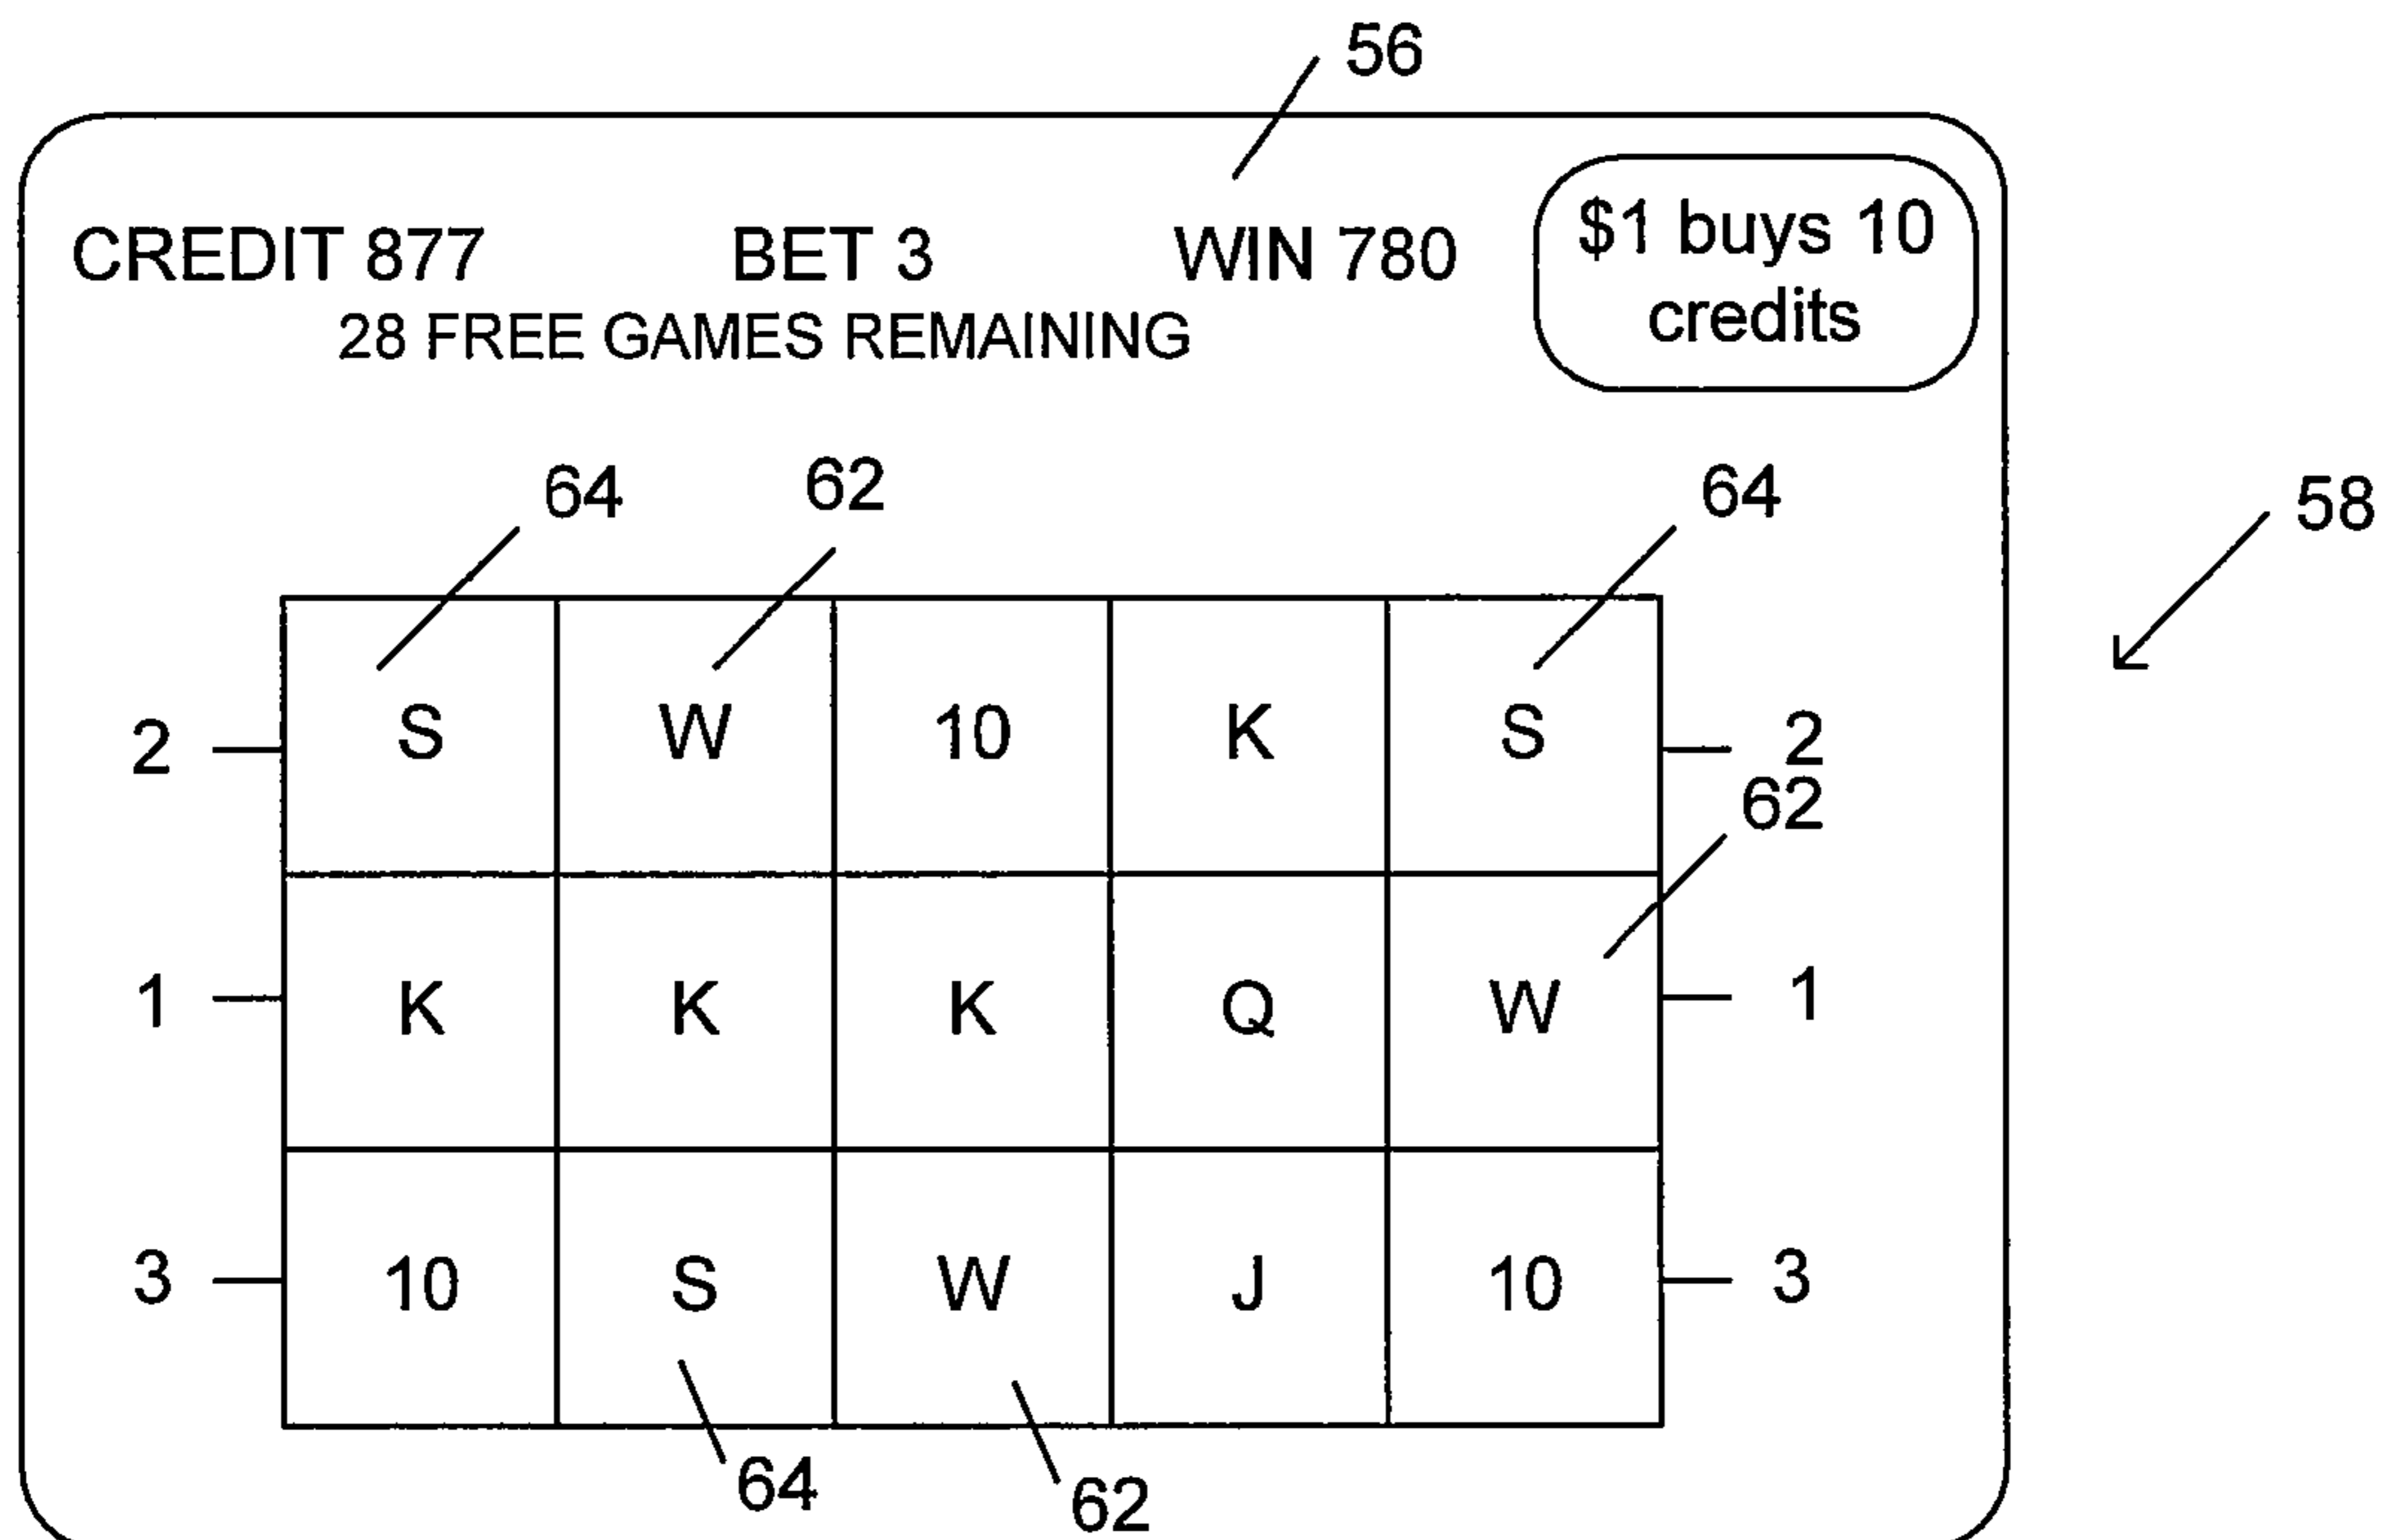 56
$1 buys 10
credits
CREDIT 877 BET 3 WIN 780
28 FREE GAMES REMAINING
64 62 64
58
2 S W 10 K S 2
62
1 K K K Q W 1
3 10 S W J 10 3
64 62